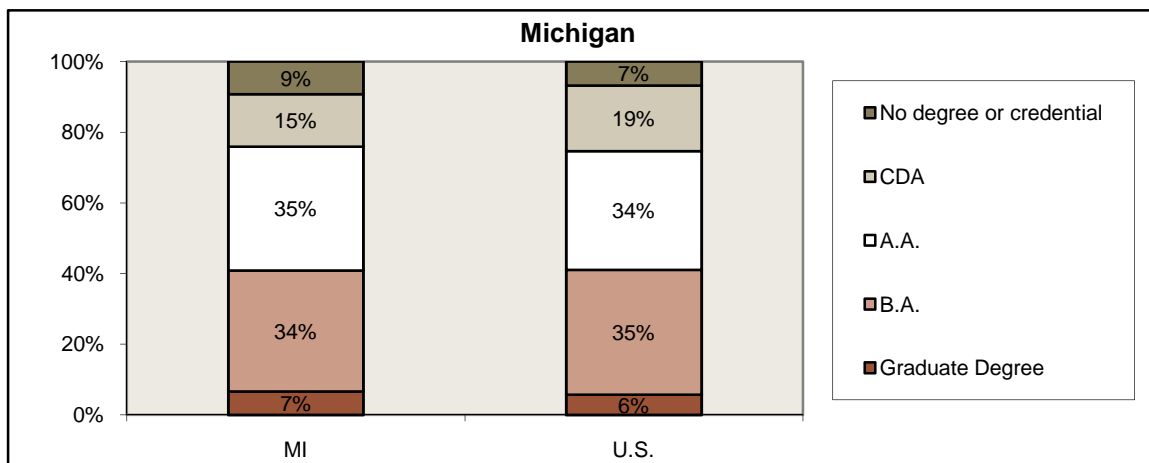 Michigan
100%
80%
60%
40%
20%
0%
9%
15%
35%
34%
7%
7%
19%
34%
35%
6%
MI
U.S.
No degree or credential
CDA
A.A.
B.A.
Graduate Degree